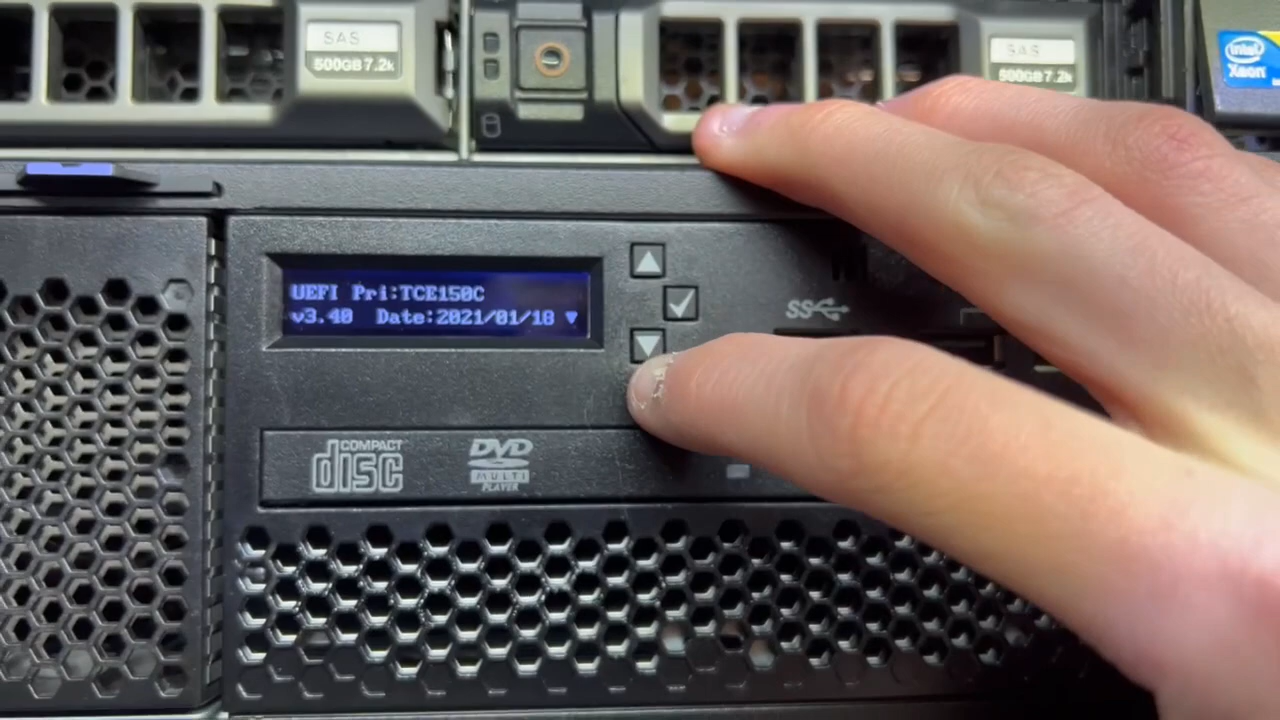 SAS
500GB 7.2k
SAS
500GB 7.2k
intel
Xeon
UEFI Pri:TCE150C
v3.40 Date:2021/01/18 ▼
SS
COMPACT
disc
DVD
MULTI
PLAYER